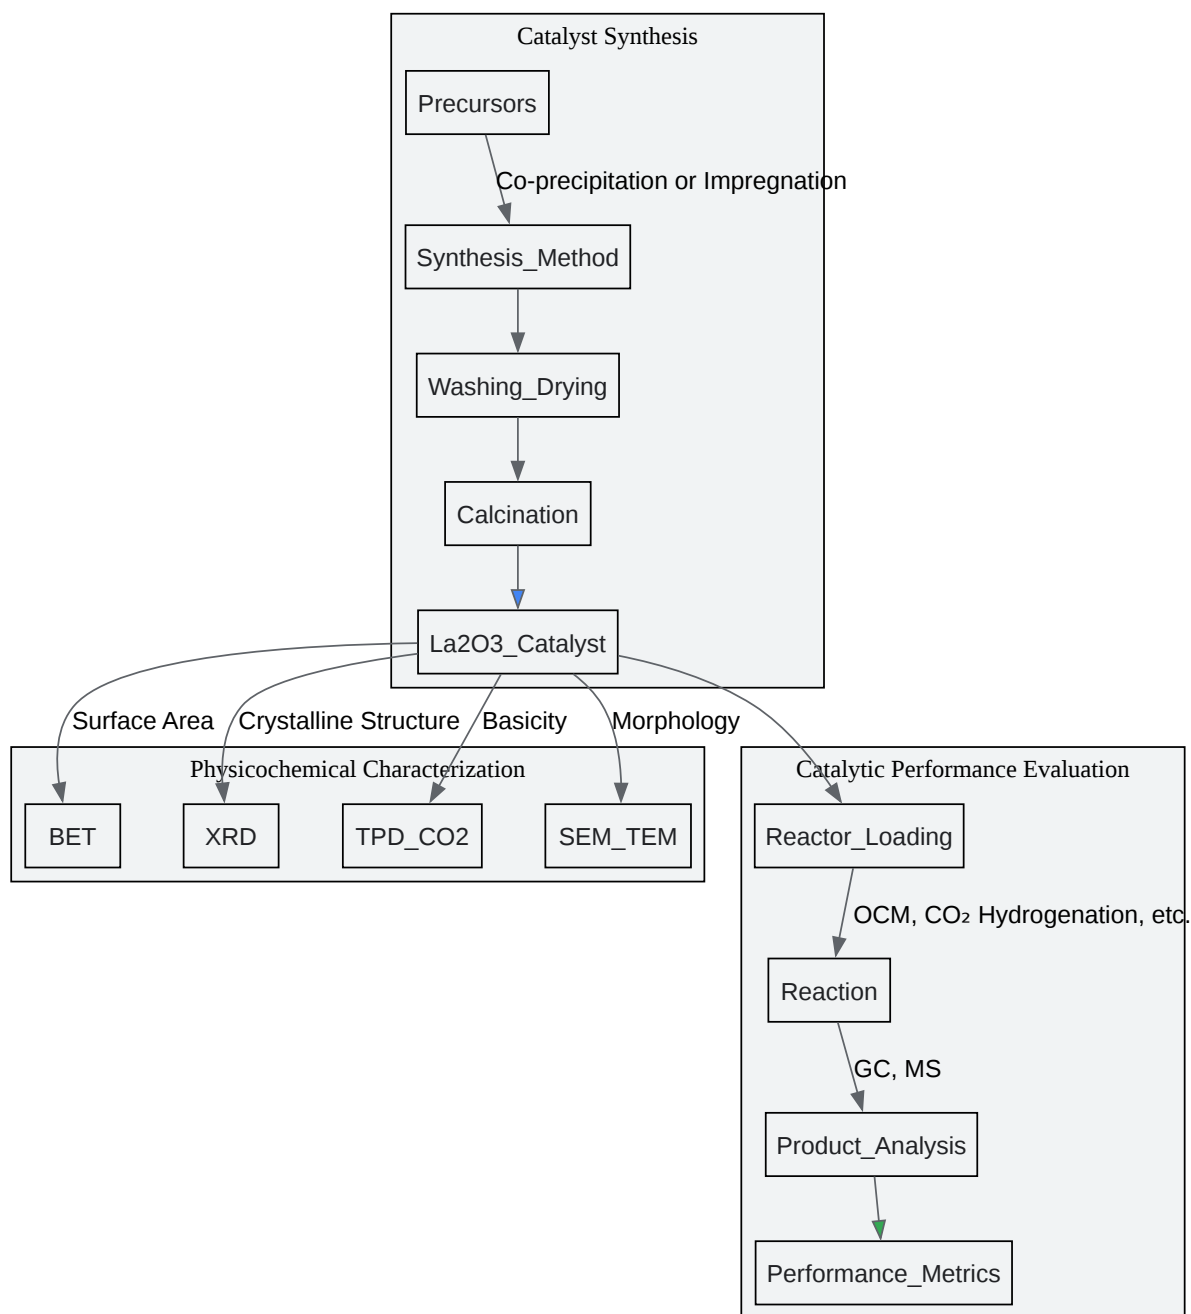 Catalyst Synthesis
Precursors
Co-precipitation or Impregnation
Synthesis_Method
Washing_Drying
Calcination
La2O3_Catalyst
Surface Area
Crystalline Structure
Basicity
Morphology
Physicochemical Characterization
BET
XRD
TPD_CO2
SEM_TEM
Catalytic Performance Evaluation
Reactor_Loading
OCM, CO₂ Hydrogenation, etc.
Reaction
GC, MS
Product_Analysis
Performance_Metrics